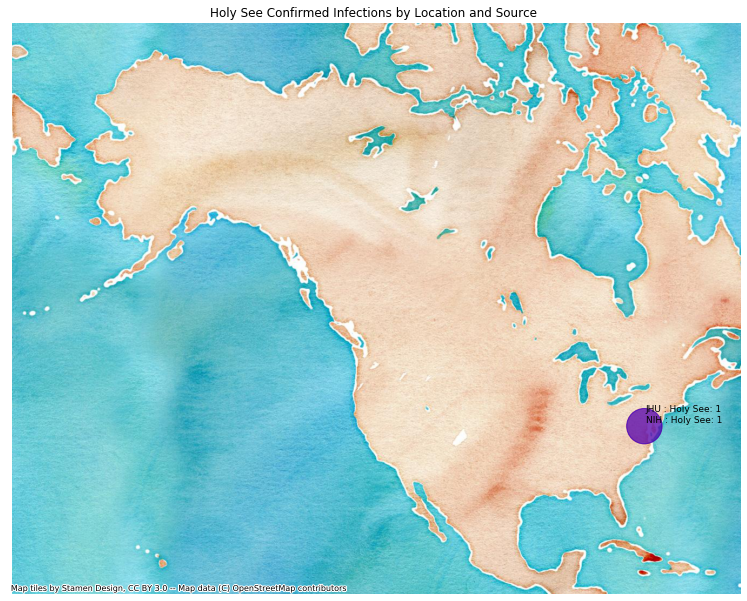 Holy See Confirmed Infections by Location and Source
JHU : Holy See: 1
NIH : Holy See: 1
Map tiles by Stamen Design, CC BY 3.0 -- Map data (C) OpenStreetMap contributors